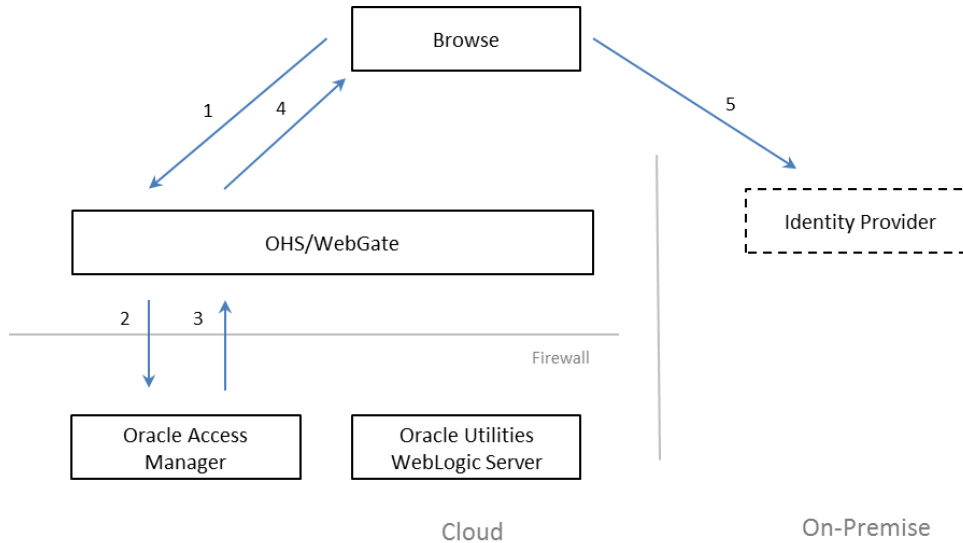 Browse
1
4
5
OHS/WebGate
Identity Provider
2
3
Firewall
Oracle Access
Manager
Oracle Utilities
WebLogic Server
Cloud
On-Premise